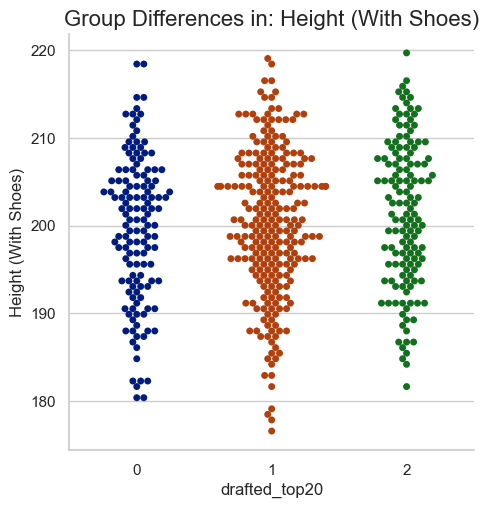 Group Differences in: Height (With Shoes)
220
210
200
190
180
Height (With Shoes)
0 1 2
drafted_top20